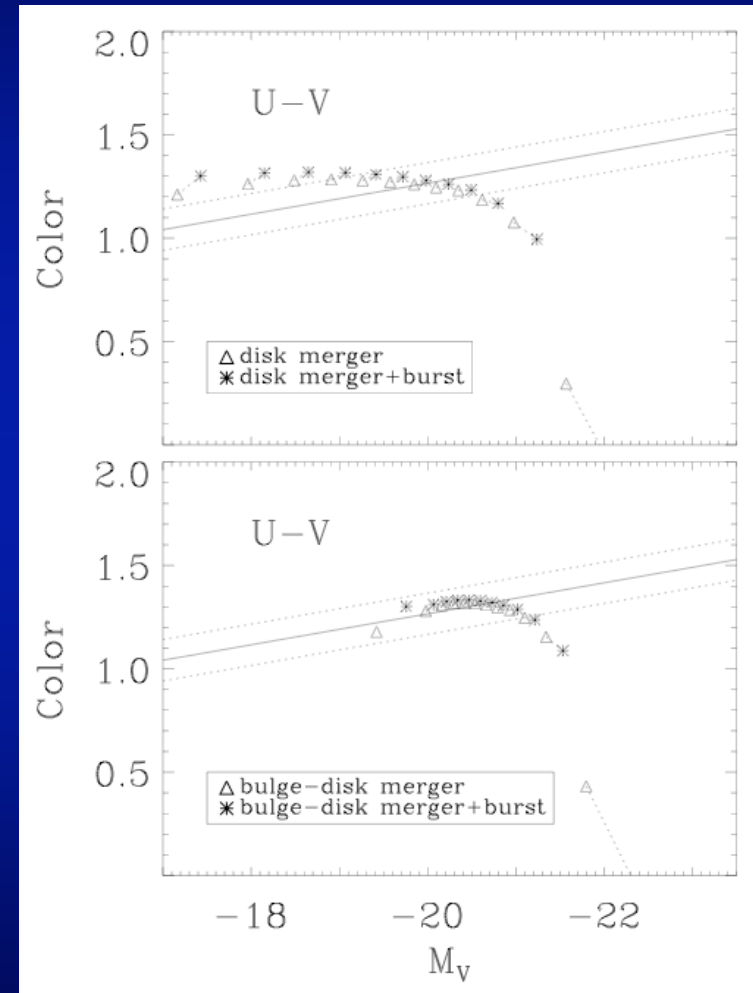 2.0
U−V
1.5
Color
1.0
0.5
△ disk merger
✳ disk merger+burst
2.0
U−V
1.5
Color
1.0
0.5
△ bulge−disk merger
✳ bulge−disk merger+burst
−18 −20 −22
M_V